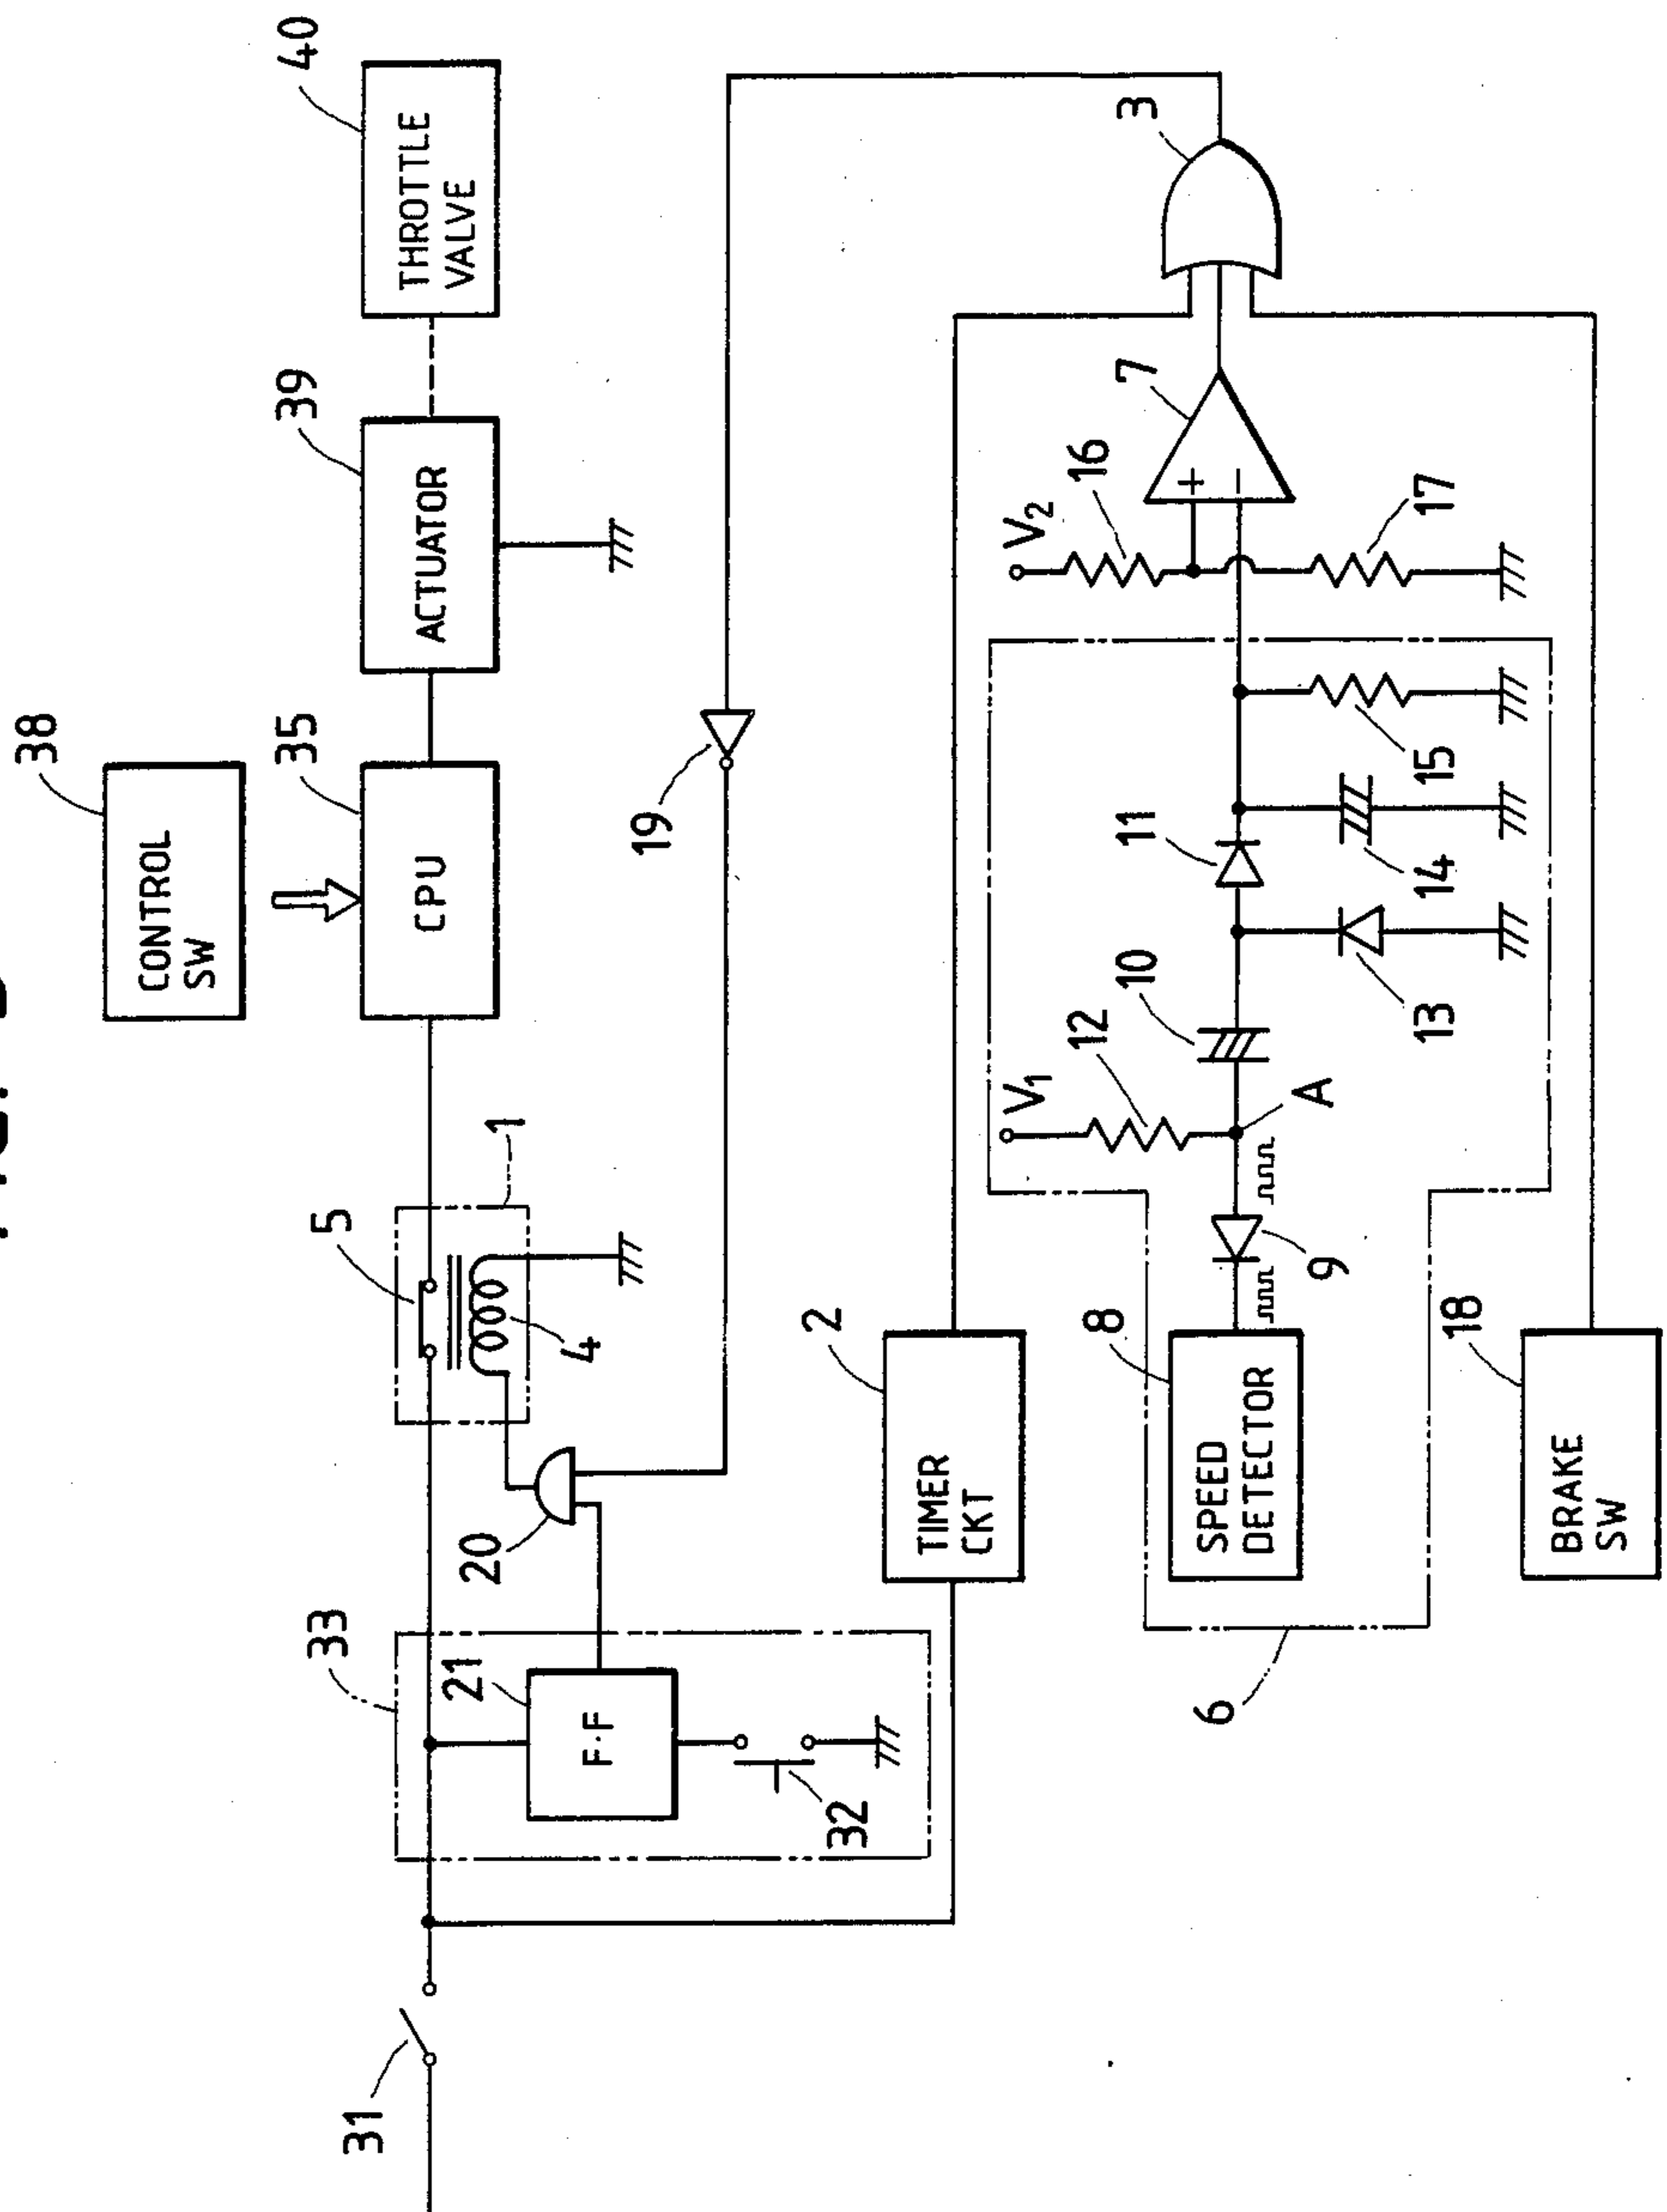 38
CONTROL
SW
40
THROTTLE
VALVE
39
ACTUATOR
35
CPU
5
1
4
33
21
F·F
32
31
20
19
2
TIMER
CKT
3
7
V2
16
17
V1
12
10
11
A
13
14
15
8
SPEED
DETECTOR
9
6
18
BRAKE
SW
+
−